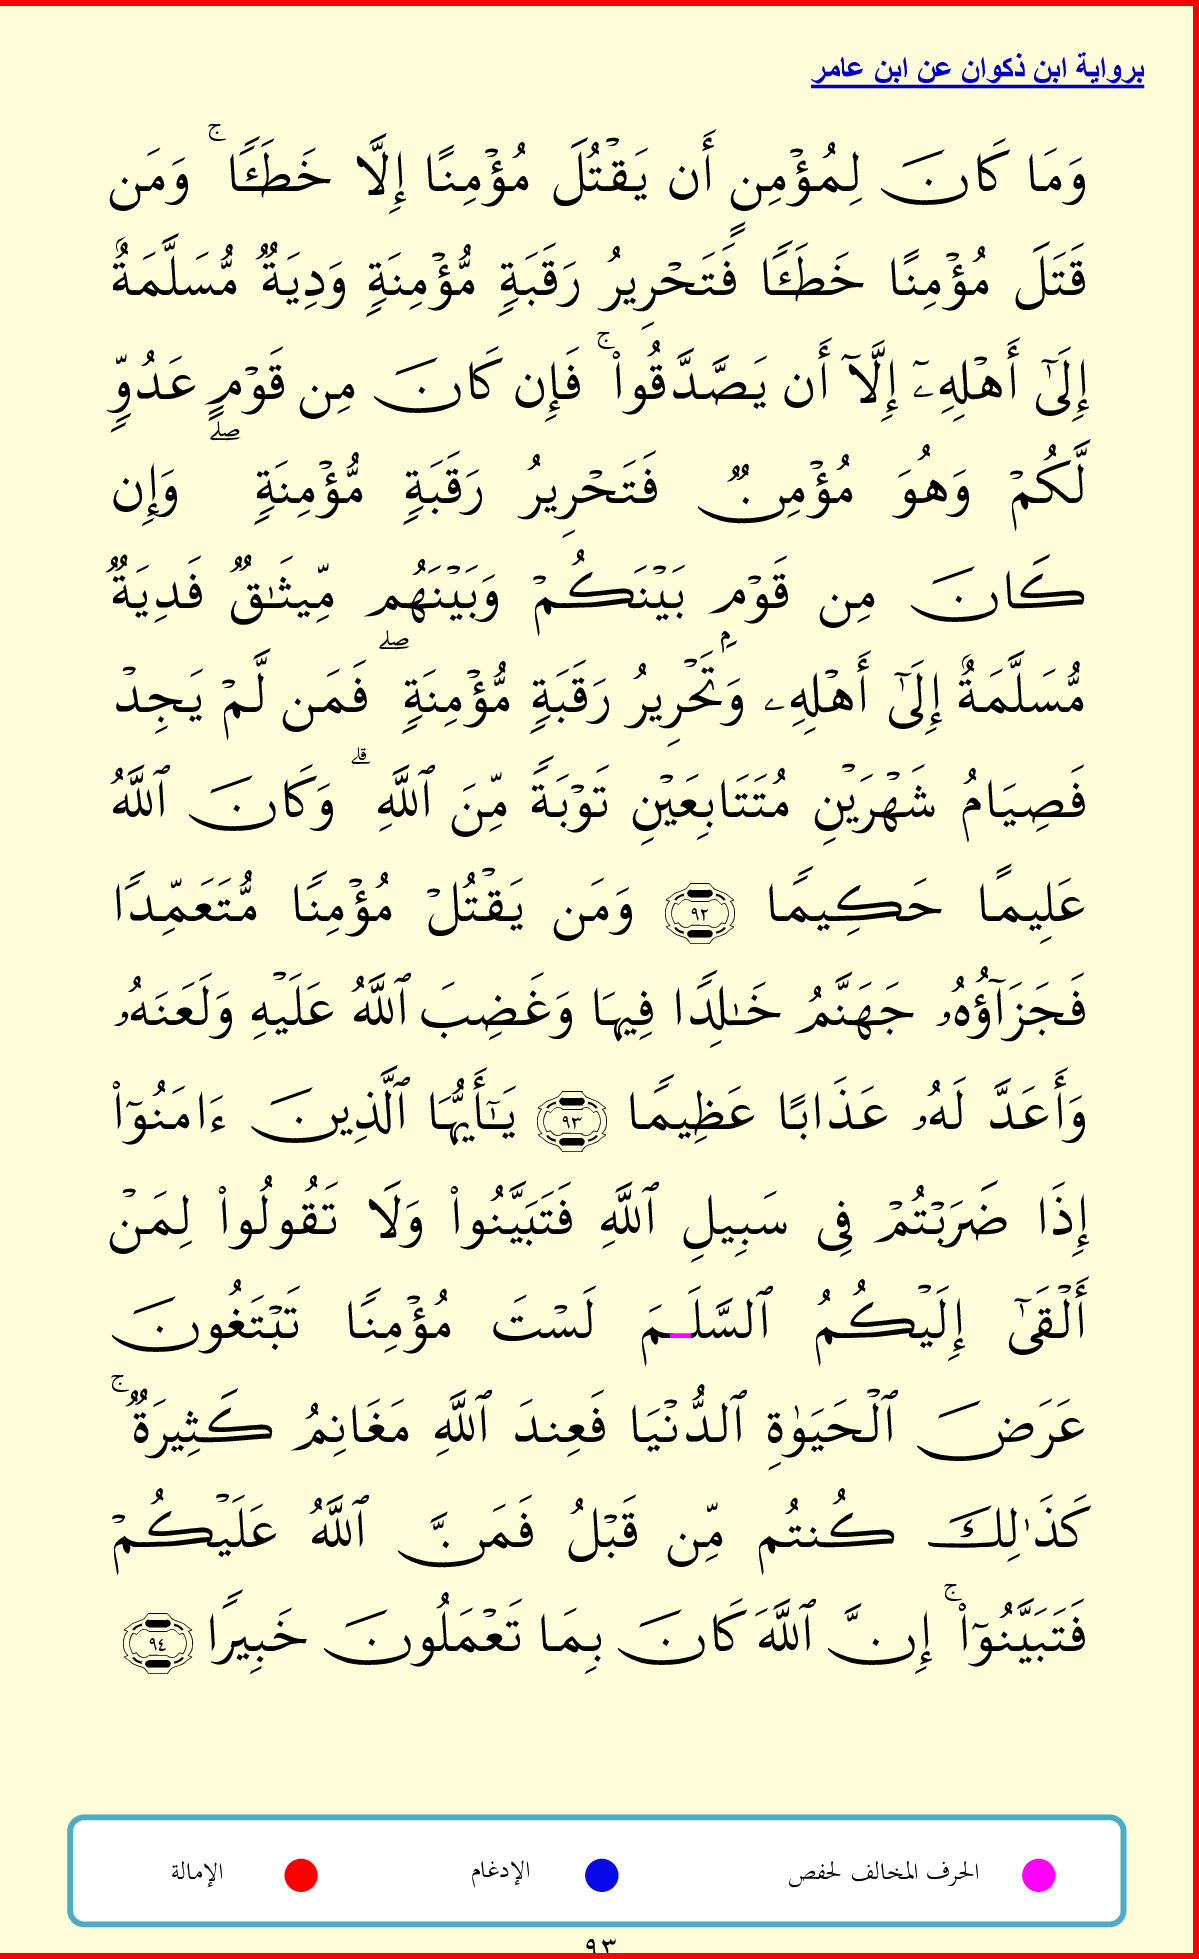 برواية ابن ذكوان عن ابن عامر
وَمَا كَانَ لِمُؤۡمِنٍ أَن يَقۡتُلَ مُؤۡمِنًا إِلَّا خَطَـٔٗاۚ وَمَن
قَتَلَ مُؤۡمِنًا خَطَـٔٗا فَتَحۡرِيرُ رَقَبَةٖ مُّؤۡمِنَةٖ وَدِيَةٞ مُّسَلَّمَةٌ
إِلَىٰٓ أَهۡلِهِۦٓ إِلَّآ أَن يَصَّدَّقُواْۚ فَإِن كَانَ مِن قَوۡمٍ عَدُوّٖ
لَّكُمۡ وَهُوَ مُؤۡمِنٞ فَتَحۡرِيرُ رَقَبَةٖ مُّؤۡمِنَةٖۖ وَإِن
كَانَ مِن قَوۡمِۭ بَيۡنَكُمۡ وَبَيۡنَهُم مِّيثَٰقٞ فَدِيَةٞ
مُّسَلَّمَةٌ إِلَىٰٓ أَهۡلِهِۦ وَتَحۡرِيرُ رَقَبَةٖ مُّؤۡمِنَةٖۖ فَمَن لَّمۡ يَجِدۡ
فَصِيَامُ شَهۡرَيۡنِ مُتَتَابِعَيۡنِ تَوۡبَةٗ مِّنَ ٱللَّهِۗ وَكَانَ ٱللَّهُ
عَلِيمًا حَكِيمٗا ٩٢ وَمَن يَقۡتُلۡ مُؤۡمِنٗا مُّتَعَمِّدٗا
فَجَزَآؤُهُۥ جَهَنَّمُ خَٰلِدٗا فِيهَا وَغَضِبَ ٱللَّهُ عَلَيۡهِ وَلَعَنَهُۥ
وَأَعَدَّ لَهُۥ عَذَابًا عَظِيمٗا ٩٣ يَٰٓأَيُّهَا ٱلَّذِينَ ءَامَنُوٓاْ
إِذَا ضَرَبۡتُمۡ فِي سَبِيلِ ٱللَّهِ فَتَبَيَّنُواْ وَلَا تَقُولُواْ لِمَنۡ
أَلۡقَىٰٓ إِلَيۡكُمُ ٱلسَّلَـمَ لَسۡتَ مُؤۡمِنٗا تَبۡتَغُونَ
عَرَضَ ٱلۡحَيَوٰةِ ٱلدُّنۡيَا فَعِندَ ٱللَّهِ مَغَانِمُ كَثِيرَةٞۚ
كَذَٰلِكَ كُنتُم مِّن قَبۡلُ فَمَنَّ ٱللَّهُ عَلَيۡكُمۡ
فَتَبَيَّنُوٓاْۚ إِنَّ ٱللَّهَ كَانَ بِمَا تَعۡمَلُونَ خَبِيرٗا ٩٤
الحرف المخالف لحفص الإدغام الإمالة
٩٣